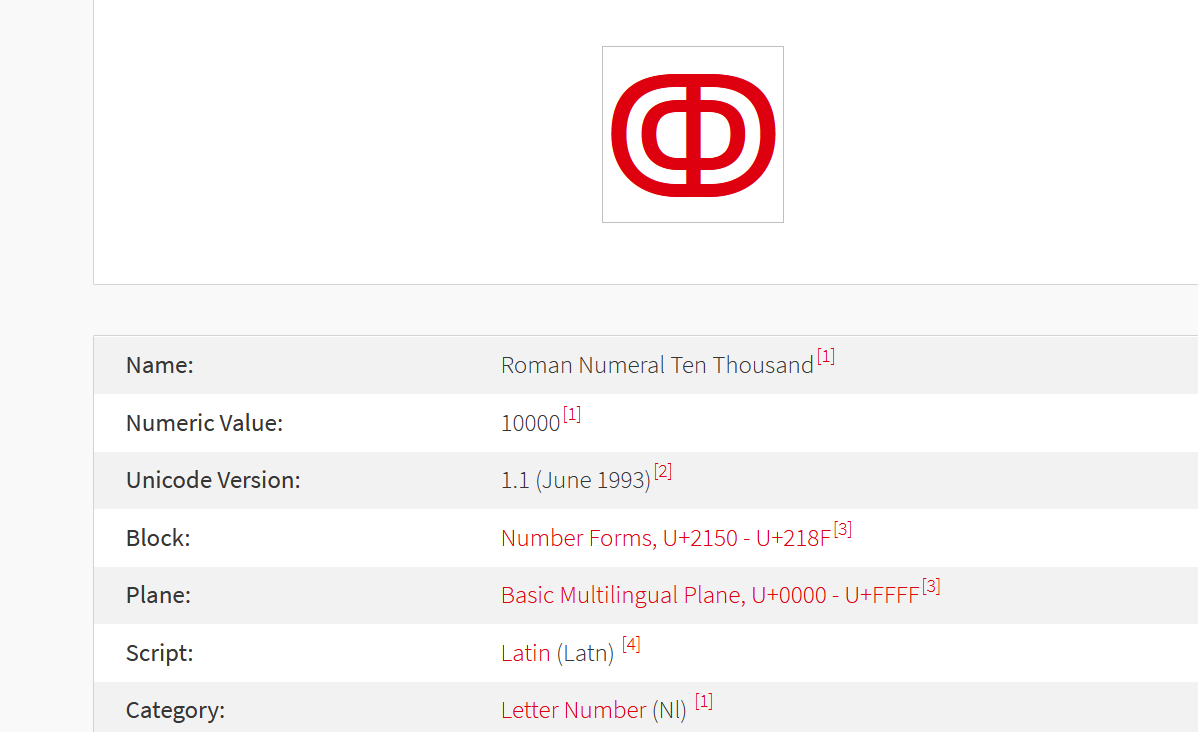 ↂ
Name: Roman Numeral Ten Thousand[1]
Numeric Value: 10000[1]
Unicode Version: 1.1 (June 1993)[2]
Block: Number Forms, U+2150 - U+218F[3]
Plane: Basic Multilingual Plane, U+0000 - U+FFFF[3]
Script: Latin (Latn) [4]
Category: Letter Number (Nl) [1]